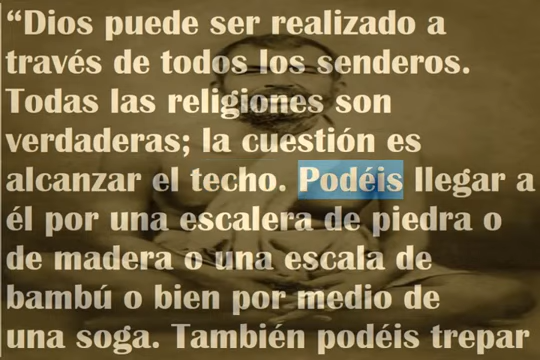 “Dios puede ser realizado a
través de todos los senderos.
Todas las religiones son
verdaderas; la cuestión es
alcanzar el techo. Podéis llegar a
él por una escalera de piedra o
de madera o una escala de
bambú o bien por medio de
una soga. También podéis trepar